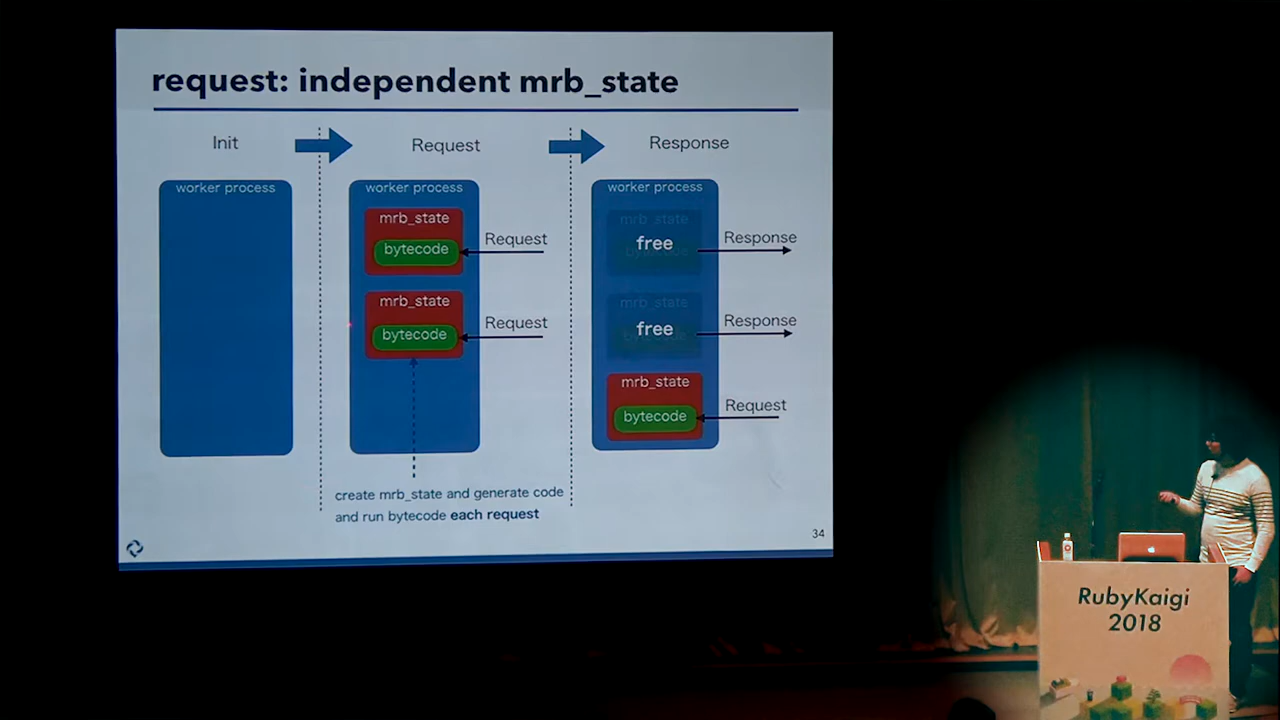 request: independent mrb_state
Init
Request
Response
worker process
worker process
mrb_state
bytecode
Request
mrb_state
bytecode
Request
create mrb_state and generate code
and run bytecode each request
worker process
mrb_state
free
Response
mrb_state
free
Response
mrb_state
bytecode
Request
34
RubyKaigi
2018